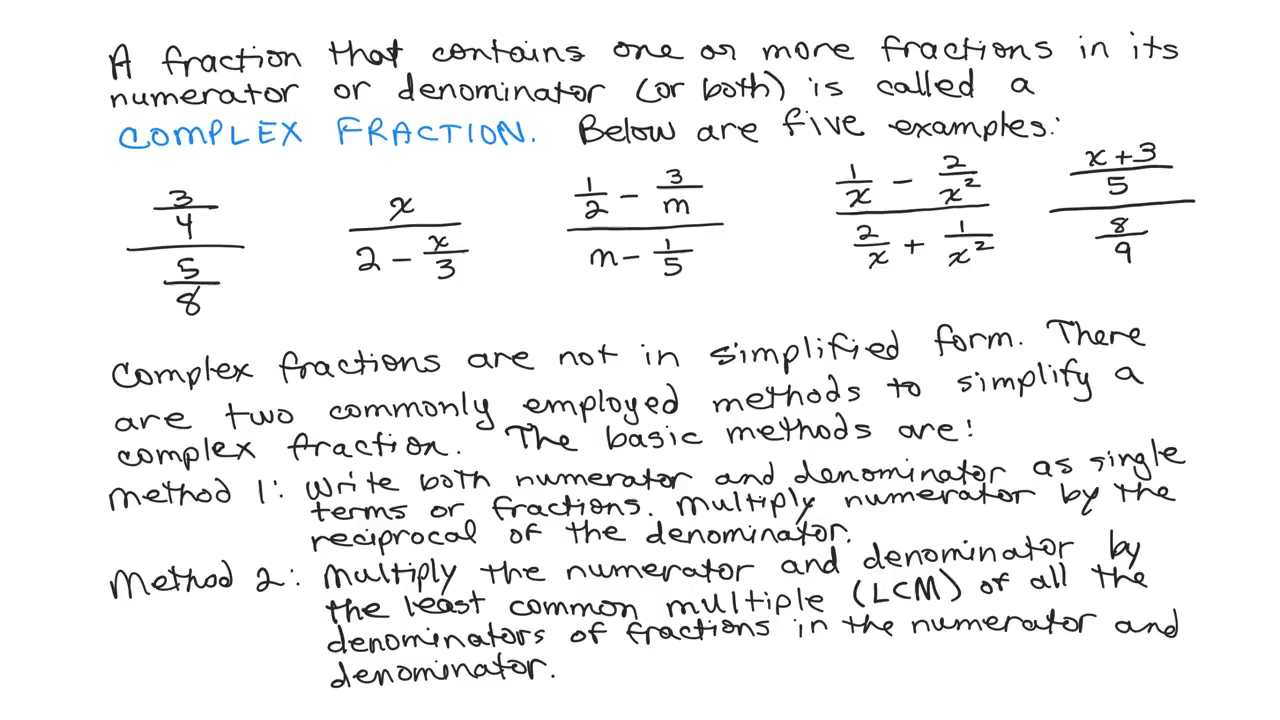 A fraction that contains one or more fractions in its
numerator or denominator (or both) is called a
COMPLEX FRACTION. Below are five examples:
(3/4)/(5/8)   x/(2 - x/3)   (1/2 - 3/m)/(m - 1/5)   (1/x - 2/x²)/(2/x + 1/x²)   ((x+3)/5)/(8/9)
Complex fractions are not in simplified form. There
are two commonly employed methods to simplify a
complex fraction. The basic methods are:
Method 1: Write both numerator and denominator as single
terms or fractions. Multiply numerator by the
reciprocal of the denominator.
Method 2: Multiply the numerator and denominator by
the least common multiple (LCM) of all the
denominators of fractions in the numerator and
denominator.